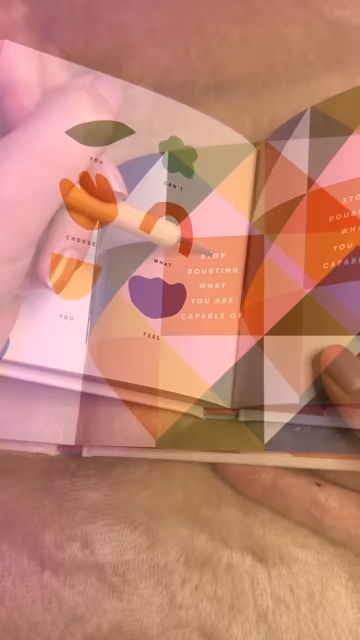 YOU
CAN'T
CHOOSE
WHAT
YOU
FEEL
STOP
DOUBTING
WHAT
YOU ARE
CAPABLE OF